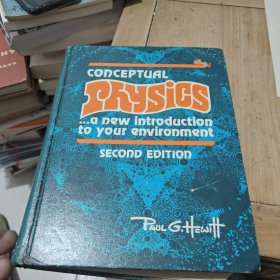 CONCEPTUAL
Physics
...a new introduction
to your environment
SECOND EDITION
PAUL G. HEWITT